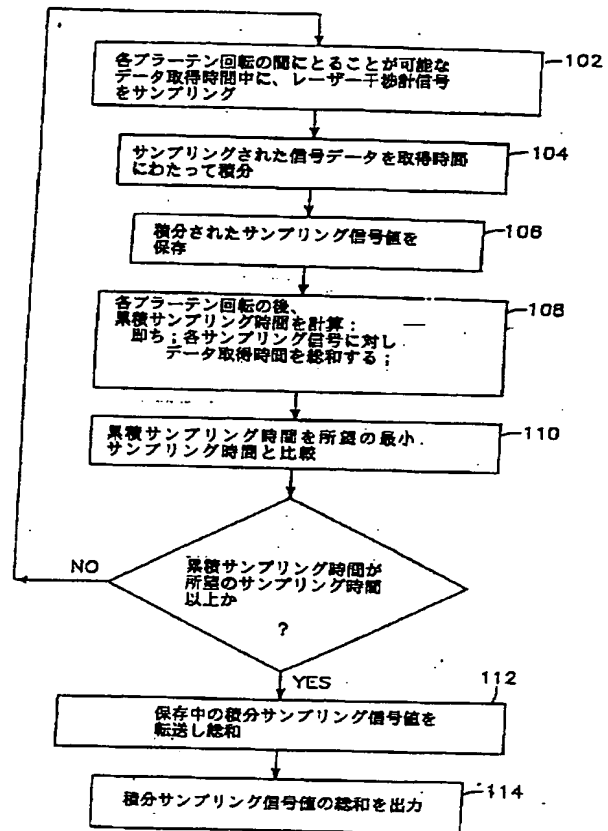 各プラーテン回転の間にとることが可能な
データ取得時間中に、レーザー干渉計信号
をサンプリング
102
サンプリングされた信号データを取得時間
にわたって積分
104
積分されたサンプリング信号値を
保存
106
各プラーテン回転の後、
累積サンプリング時間を計算：
即ち；各サンプリング信号に対し
データ取得時間を総和する；
108
累積サンプリング時間を所望の最小
サンプリング時間と比較
110
累積サンプリング時間が
所望のサンプリング時間
以上か
?
NO
YES
保存中の積分サンプリング信号値を
転送し総和
112
積分サンプリング信号値の総和を出力
114